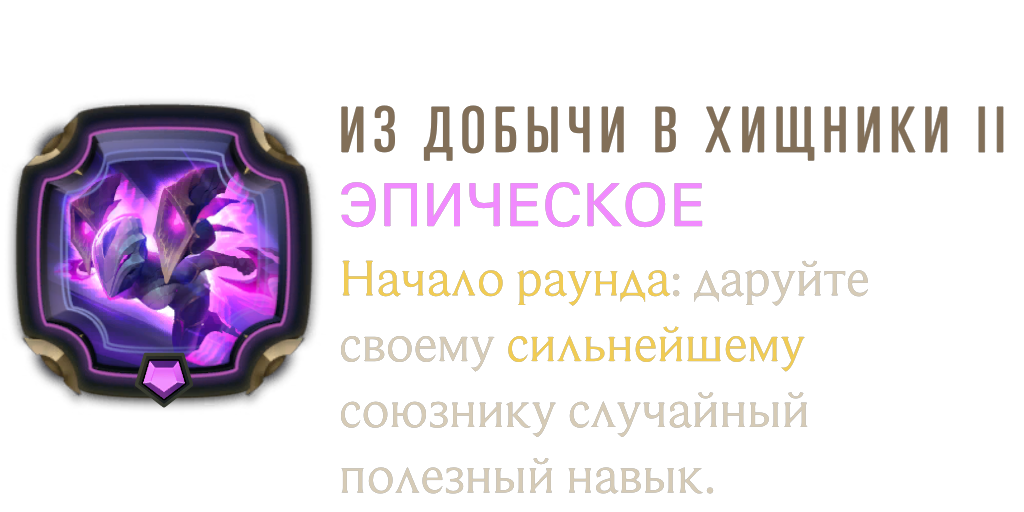 ИЗ ДОБЫЧИ В ХИЩНИКИ II
ЭПИЧЕСКОЕ
Начало раунда: даруйте
своему сильнейшему
союзнику случайный
полезный навык.